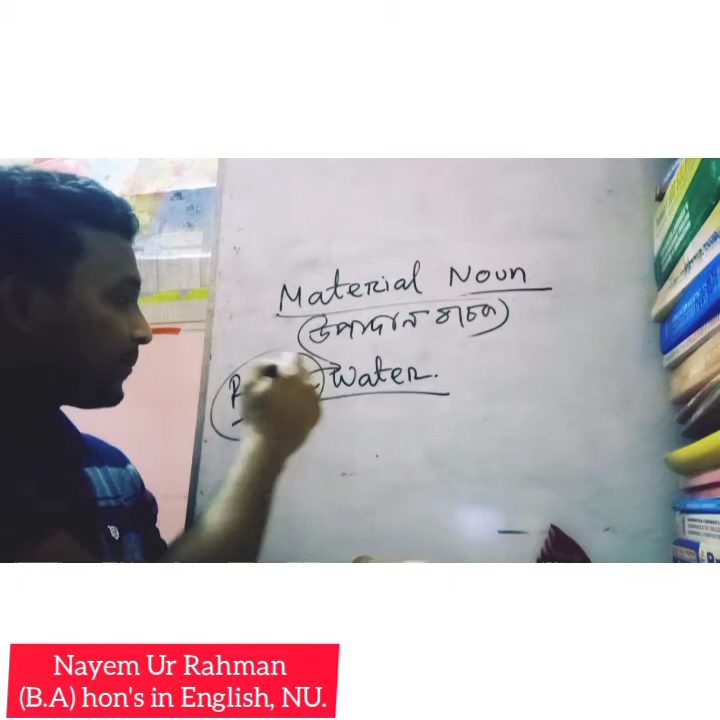 Material Noun
(উপাদান বাচক)
Water.
Nayem Ur Rahman
(B.A) hon's in English, NU.